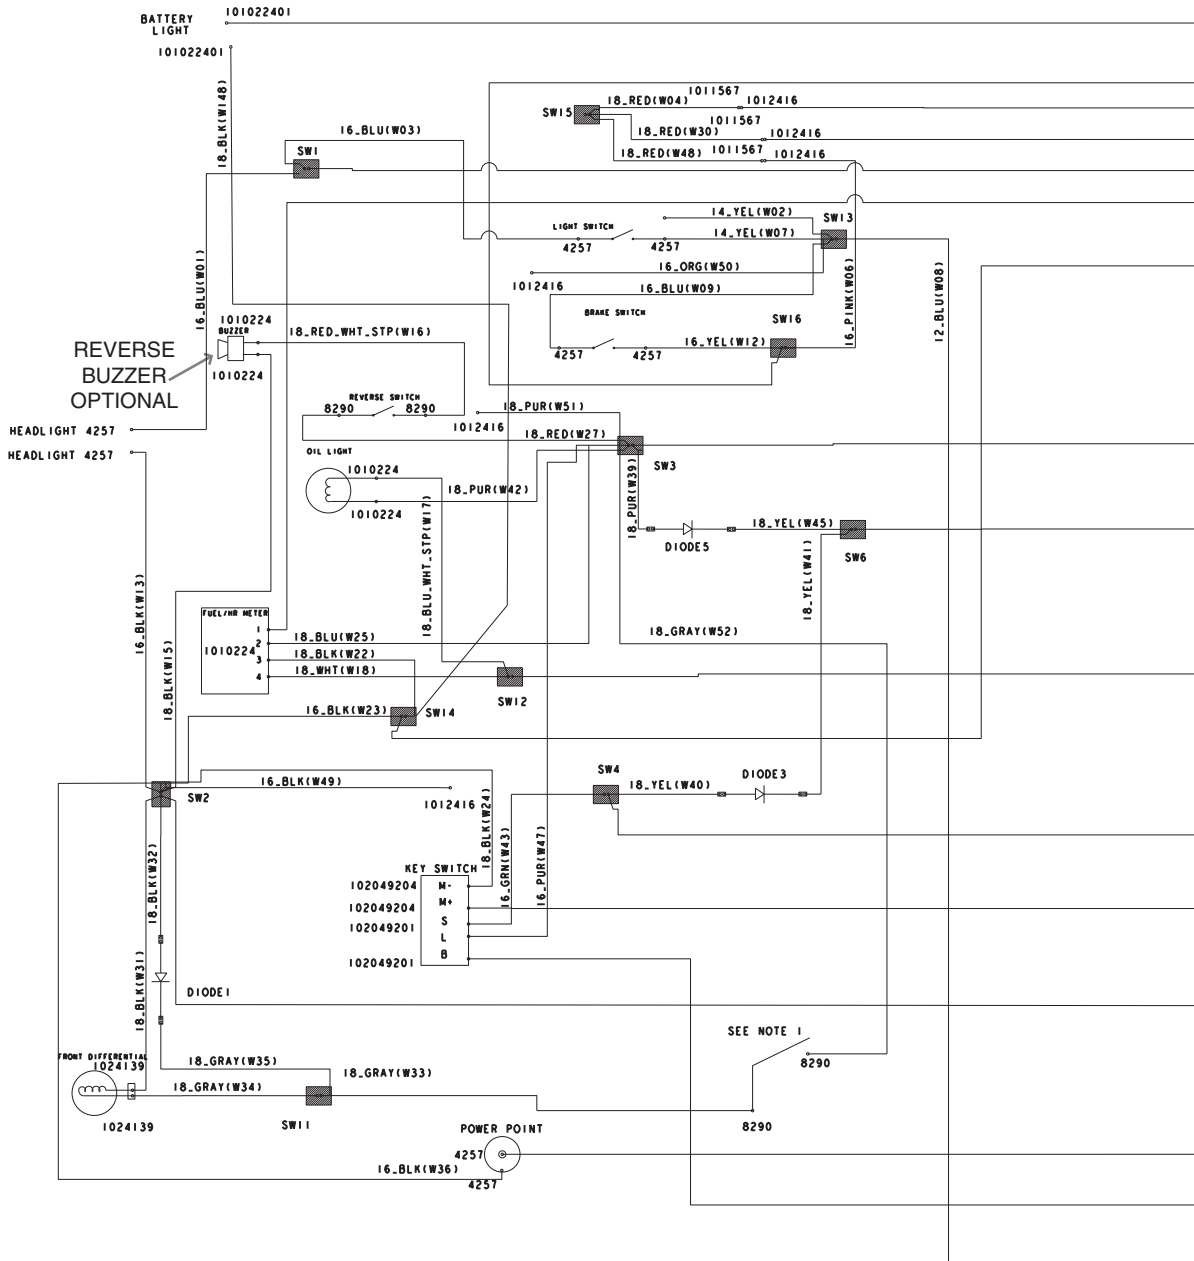 101022401
BATTERY
LIGHT
101022401
18_BLK(W148)
1011567
18_RED(W04)
1012416
SW15
1011567
18_RED(W30)
1012416
16_BLU(W03)
18_RED(W48)
1011567
1012416
SW1
14_YEL(W02)
SW13
LIGHT SWITCH
14_YEL(W07)
4257
4257
16_ORG(W50)
1012416
16_BLU(W09)
16_BLU(W01)
16_PINK(W06)
12_BLU(W08)
BRAKE SWITCH
SW16
1010224
BUZZER
18_RED_WHT_STP(W16)
16_YEL(W12)
4257
4257
REVERSE
BUZZER
OPTIONAL
1010224
REVERSE SWITCH
8290
8290
18_PUR(W51)
1012416
HEADLIGHT 4257
18_RED(W27)
HEADLIGHT 4257
OIL LIGHT
SW3
1010224
18_PUR(W42)
1010224
18_PUR(W39)
18_BLU_WHT_STP(W17)
18_YEL(W45)
DIODE5
SW6
18_YEL(W41)
16_BLK(W13)
FUEL/HR METER
1
18_BLU(W25)
2
1010224
18_BLK(W22)
3
18_WHT(W18)
4
18_GRAY(W52)
18_BLK(W15)
SW12
16_BLK(W23)
SW14
SW4
DIODE3
16_BLK(W49)
18_YEL(W40)
SW2
1012416
18_BLK(W24)
16_GRN(W43)
16_PUR(W47)
18_BLK(W32)
KEY SWITCH
102049204
M-
102049204
M+
102049201
S
L
102049201
B
18_BLK(W31)
DIODE1
SEE NOTE 1
8290
FRONT DIFFERENTIAL
1024139
18_GRAY(W35)
18_GRAY(W33)
18_GRAY(W34)
1024139
SW11
8290
POWER POINT
4257
16_BLK(W36)
4257